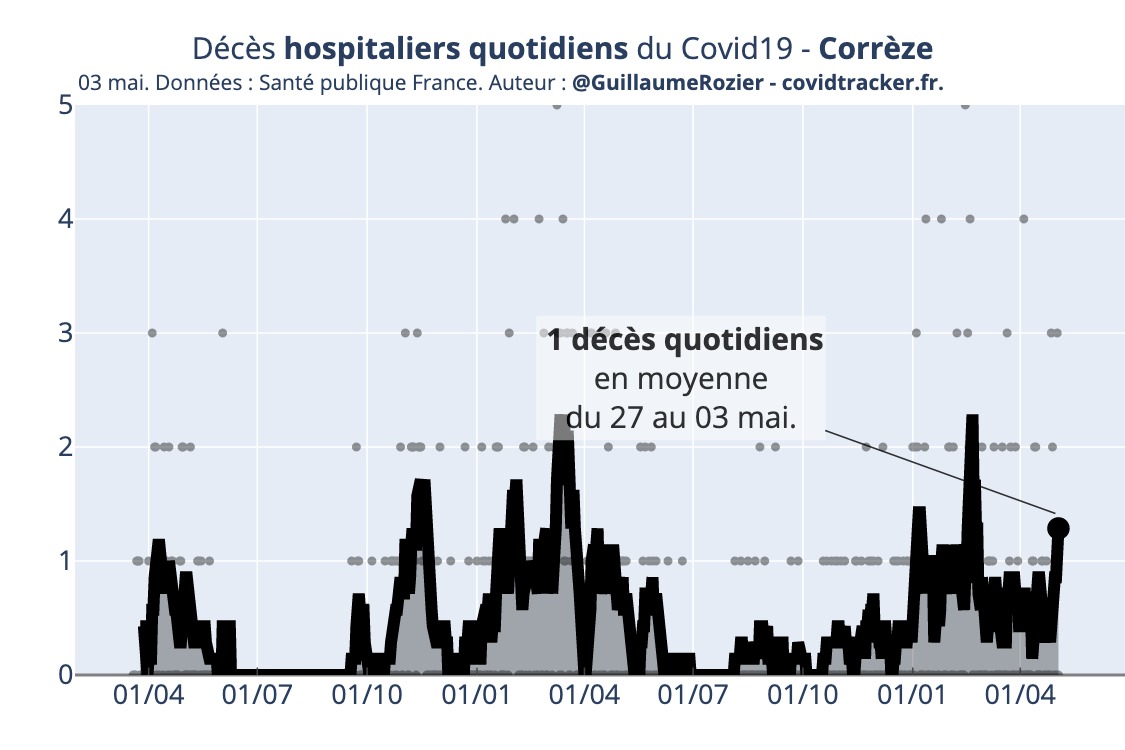 Décès hospitaliers quotidiens du Covid19 - Corrèze
03 mai. Données : Santé publique France. Auteur : @GuillaumeRozier - covidtracker.fr.
5
4
3
2
1
0
1 décès quotidiens
en moyenne
du 27 au 03 mai.
01/04 01/07 01/10 01/01 01/04 01/07 01/10 01/01 01/04